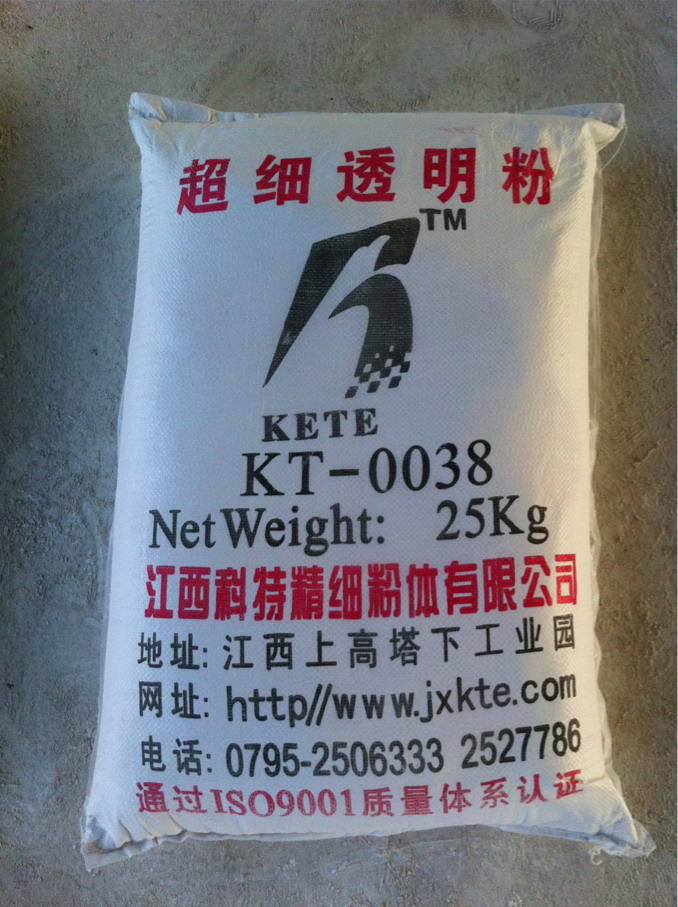 超细透明粉
TM
KETE
KT-0038
Net Weight: 25Kg
江西科特精细粉体有限公司
地址:江西上高塔下工业园
网址:http//www.jxkte.com
电话:0795-2506333 2527786
通过ISO9001质量体系认证